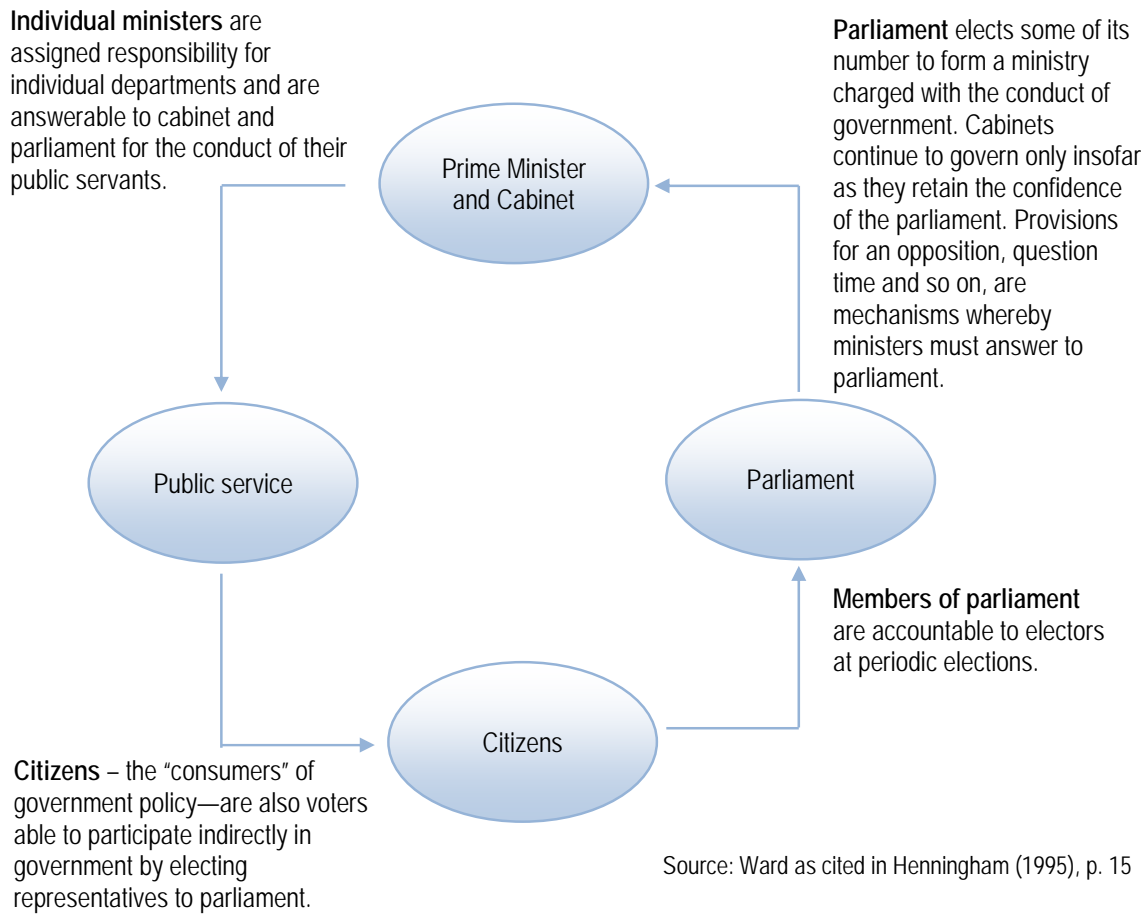 Individual ministers are
assigned responsibility for
individual departments and are
answerable to cabinet and
parliament for the conduct of their
public servants.
Parliament elects some of its
number to form a ministry
charged with the conduct of
government. Cabinets
continue to govern only insofar
as they retain the confidence
of the parliament. Provisions
for an opposition, question
time and so on, are
mechanisms whereby
ministers must answer to
parliament.
Prime Minister
and Cabinet
Public service
Parliament
Members of parliament
are accountable to electors
at periodic elections.
Citizens
Citizens – the “consumers” of
government policy—are also voters
able to participate indirectly in
government by electing
representatives to parliament.
Source: Ward as cited in Henningham (1995), p. 15